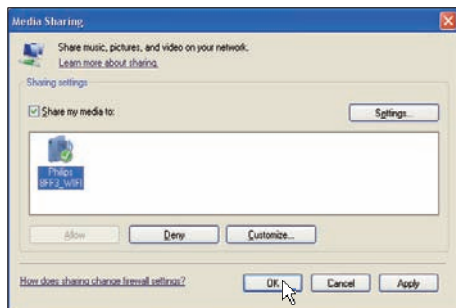 Media Sharing
Share music, pictures, and video on your network.
Learn more about sharing.
Sharing settings
Share my media to:
Settings...
Philips
8FF3_WIFI
Allow
Deny
Customize...
How does sharing change firewall settings?
OK
Cancel
Apply